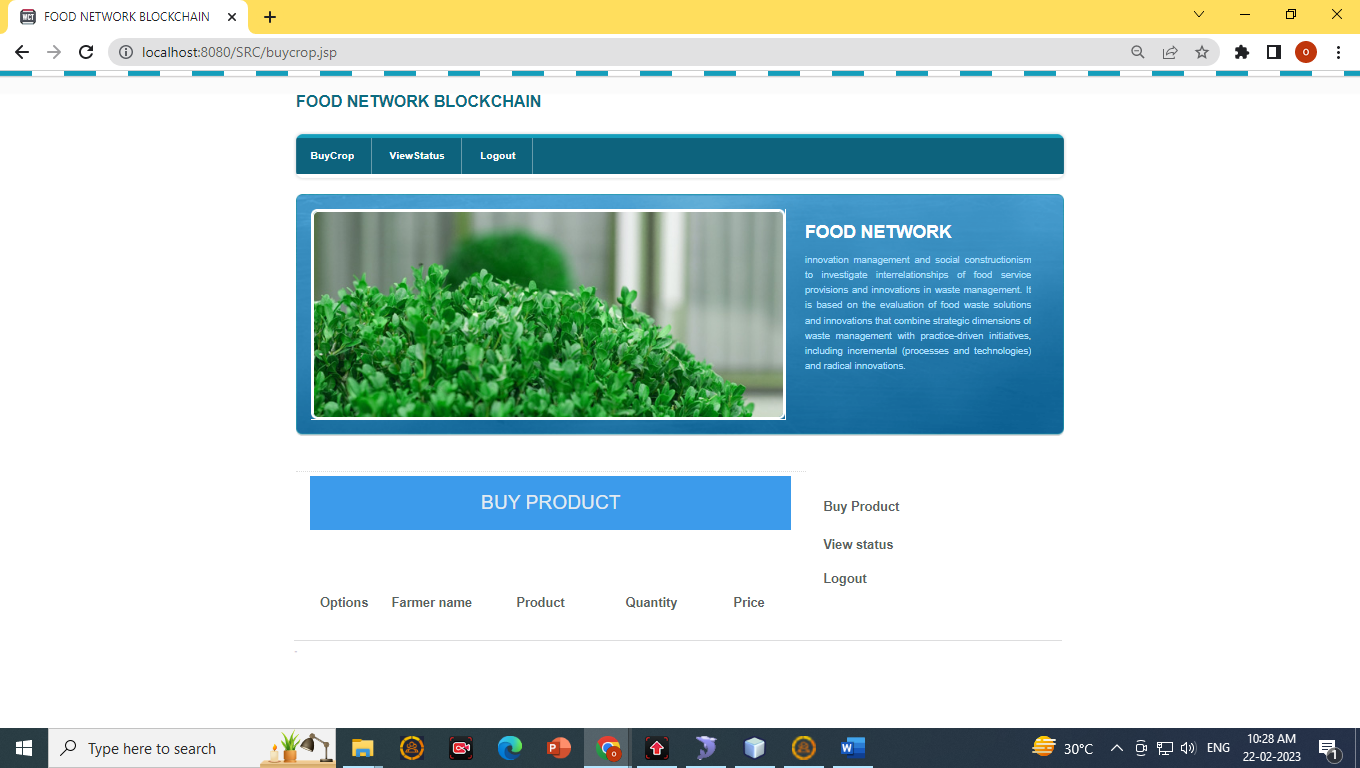 FOOD NETWORK BLOCKCHAIN
localhost:8080/SRC/buycrop.jsp
FOOD NETWORK BLOCKCHAIN
BuyCrop ViewStatus Logout
FOOD NETWORK
innovation management and social constructionism
to investigate interrelationships of food service
provisions and innovations in waste management. It
is based on the evaluation of food waste solutions
and innovations that combine strategic dimensions of
waste management with practice-driven initiatives,
including incremental (processes and technologies)
and radical innovations.
BUY PRODUCT
Buy Product
View status
Logout
Options Farmer name Product Quantity Price
Type here to search
30°C
ENG
10:28 AM
22-02-2023
1